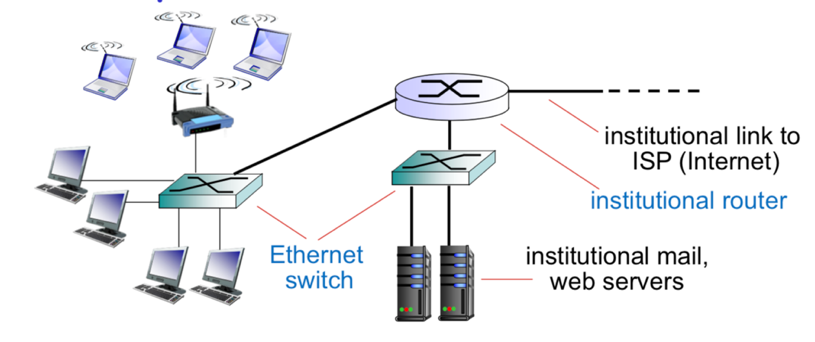 institutional link to
ISP (Internet)
institutional router
Ethernet
switch
institutional mail,
web servers